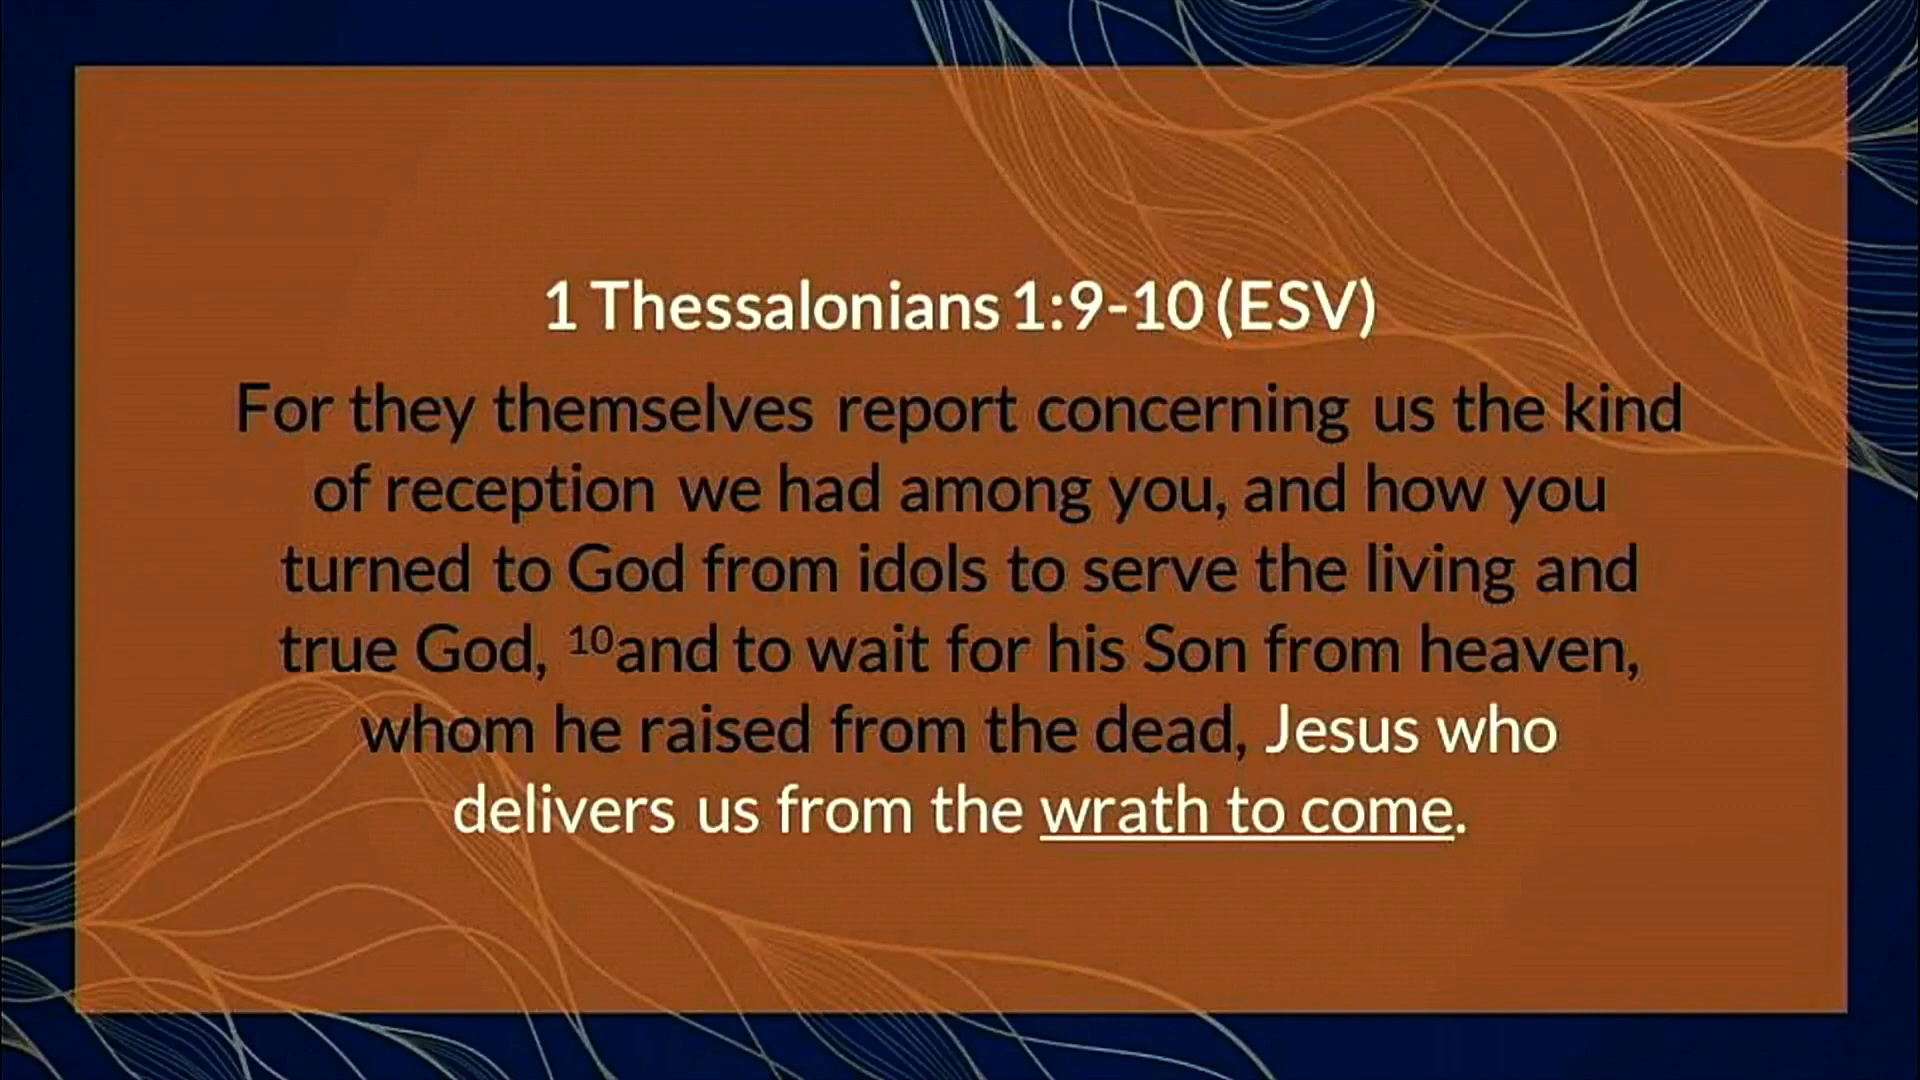 1 Thessalonians 1:9-10 (ESV)
For they themselves report concerning us the kind
of reception we had among you, and how you
turned to God from idols to serve the living and
true God, ¹⁰and to wait for his Son from heaven,
whom he raised from the dead, Jesus who
delivers us from the wrath to come.